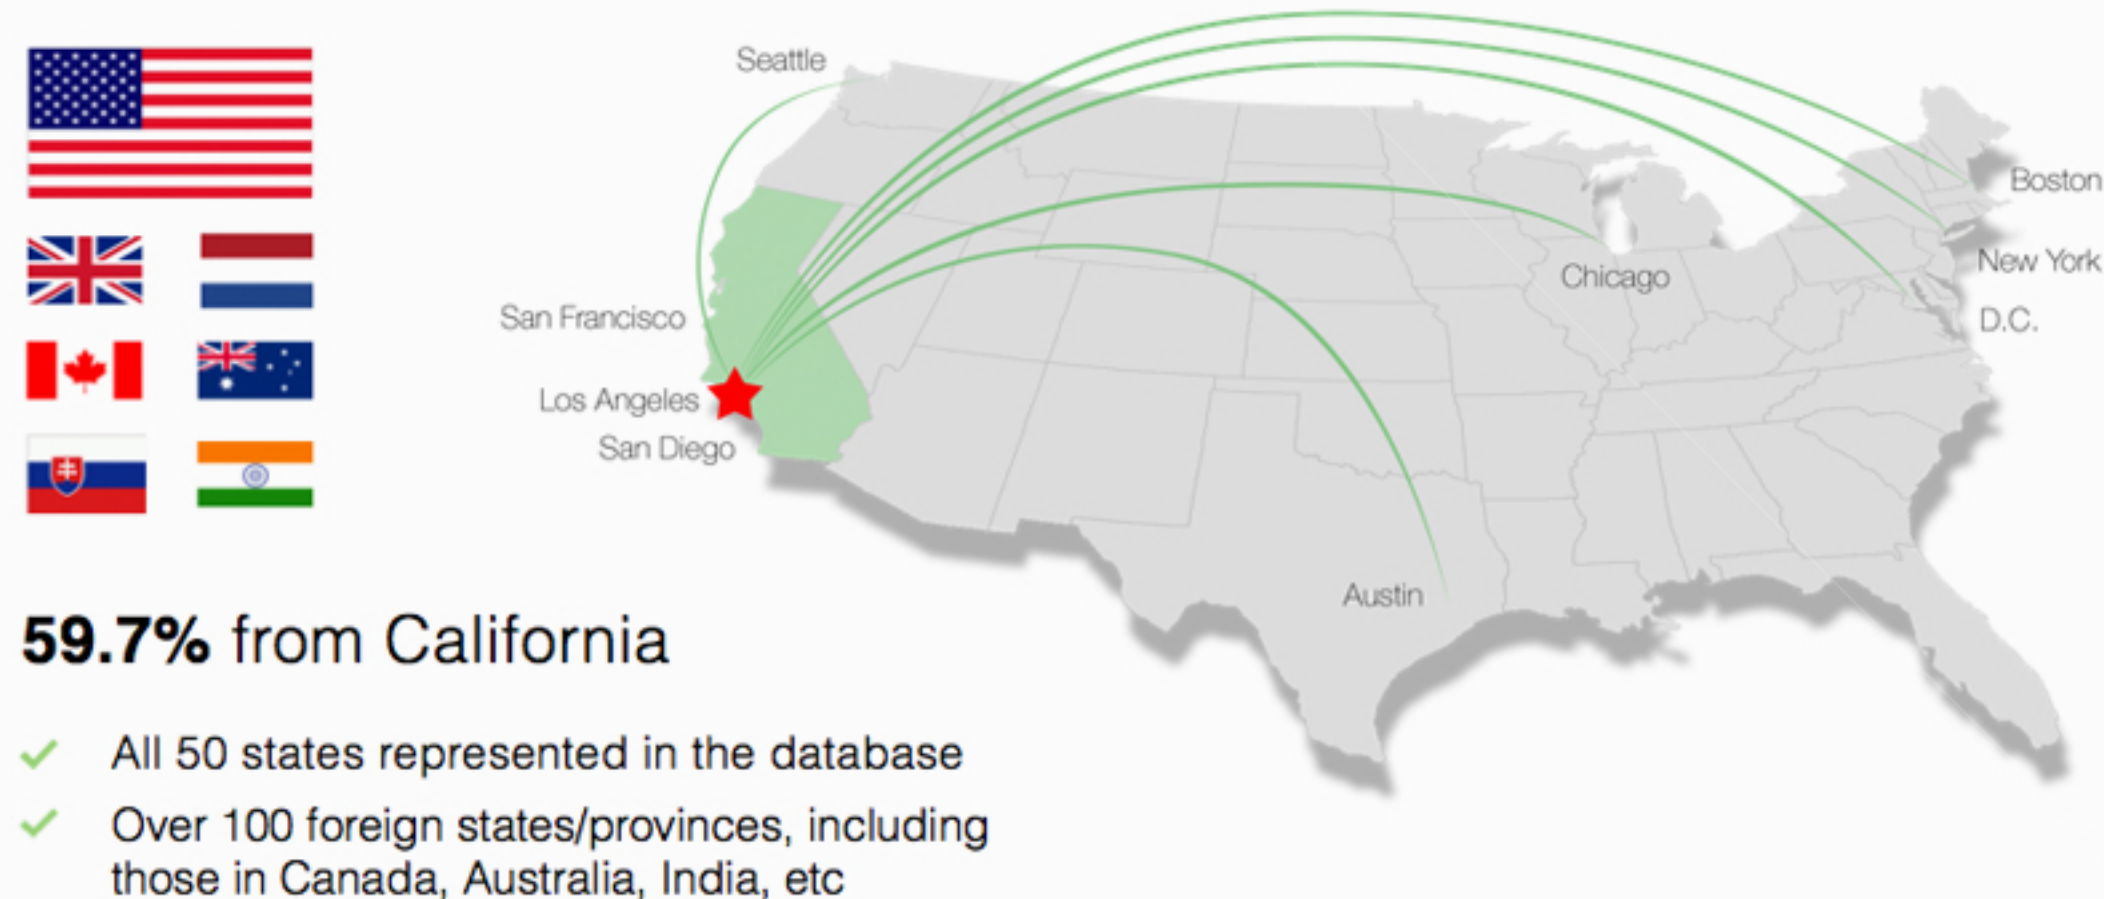 Seattle
Boston
New York
Chicago
San Francisco
D.C.
Los Angeles
San Diego
Austin
59.7% from California
All 50 states represented in the database
Over 100 foreign states/provinces, including
those in Canada, Australia, India, etc